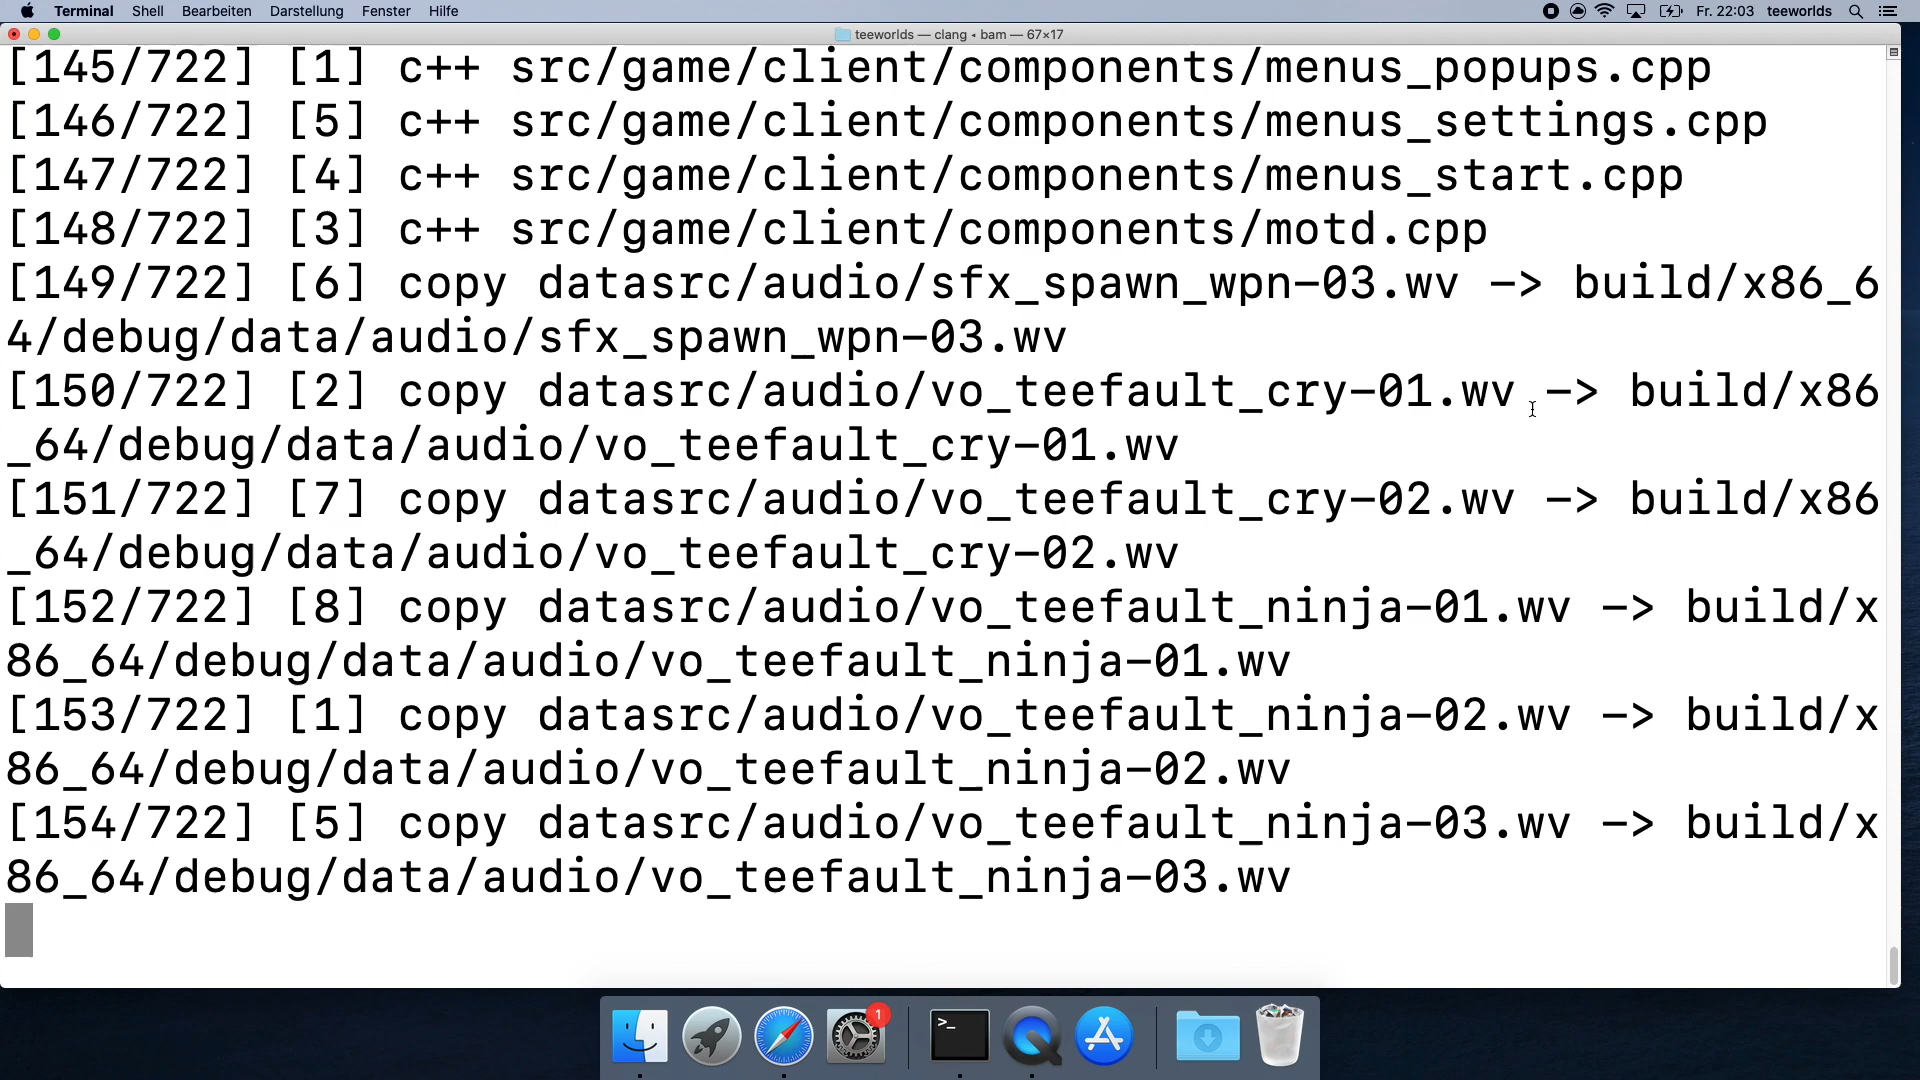 Terminal Shell Bearbeiten Darstellung Fenster Hilfe Fr. 22:03 teeworlds
teeworlds — clang ◂ bam — 67×17
[145/722] [1] c++ src/game/client/components/menus_popups.cpp
[146/722] [5] c++ src/game/client/components/menus_settings.cpp
[147/722] [4] c++ src/game/client/components/menus_start.cpp
[148/722] [3] c++ src/game/client/components/motd.cpp
[149/722] [6] copy datasrc/audio/sfx_spawn_wpn-03.wv -> build/x86_6
4/debug/data/audio/sfx_spawn_wpn-03.wv
[150/722] [2] copy datasrc/audio/vo_teefault_cry-01.wv -> build/x86
_64/debug/data/audio/vo_teefault_cry-01.wv
[151/722] [7] copy datasrc/audio/vo_teefault_cry-02.wv -> build/x86
_64/debug/data/audio/vo_teefault_cry-02.wv
[152/722] [8] copy datasrc/audio/vo_teefault_ninja-01.wv -> build/x
86_64/debug/data/audio/vo_teefault_ninja-01.wv
[153/722] [1] copy datasrc/audio/vo_teefault_ninja-02.wv -> build/x
86_64/debug/data/audio/vo_teefault_ninja-02.wv
[154/722] [5] copy datasrc/audio/vo_teefault_ninja-03.wv -> build/x
86_64/debug/data/audio/vo_teefault_ninja-03.wv
1
>_